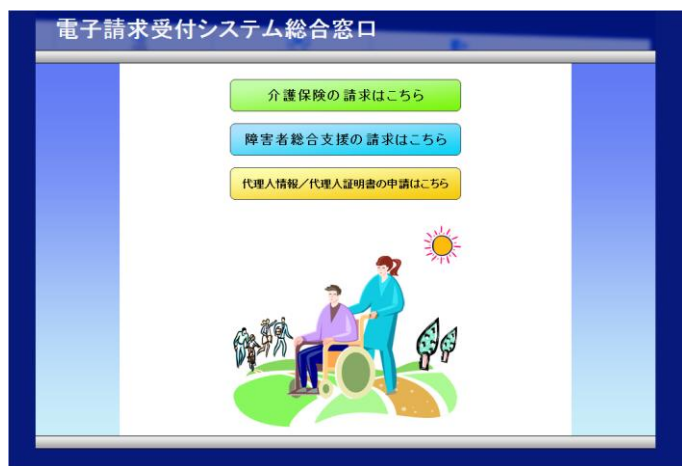 電子請求受付システム総合窓口
介護保険の請求はこちら
障害者総合支援の請求はこちら
代理人情報／代理人証明書の申請はこちら